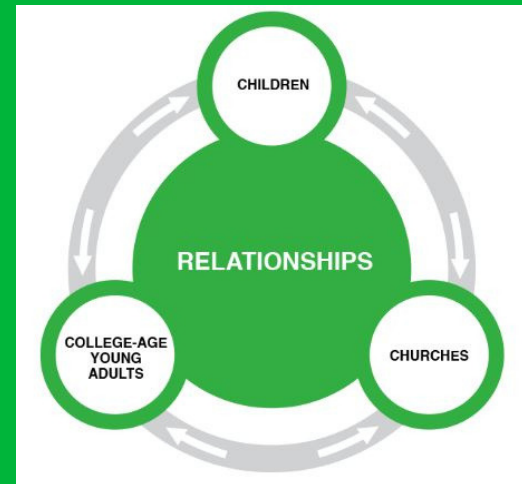 CHILDREN
RELATIONSHIPS
COLLEGE-AGE
YOUNG
ADULTS
CHURCHES